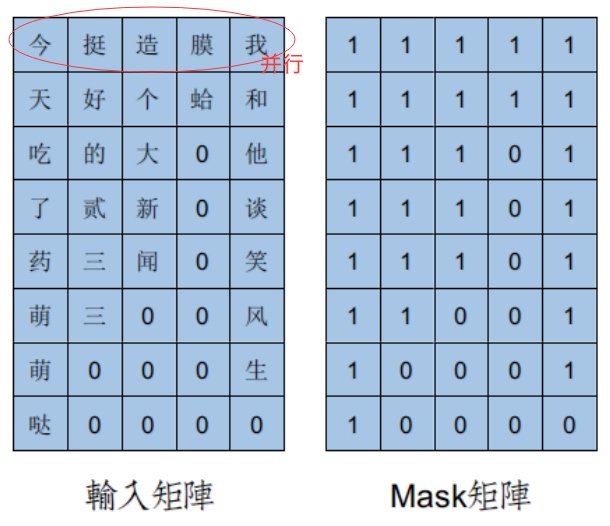 今 挺 造 膜 我 1 1 1 1 1
并行
天 好 个 蛤 和 1 1 1 1 1
吃 的 大 0 他 1 1 1 0 1
了 贰 新 0 谈 1 1 1 0 1
药 三 闻 0 笑 1 1 1 0 1
萌 三 0 0 风 1 1 0 0 1
萌 0 0 0 生 1 0 0 0 1
哒 0 0 0 0 1 0 0 0 0
輸入矩陣 Mask矩陣